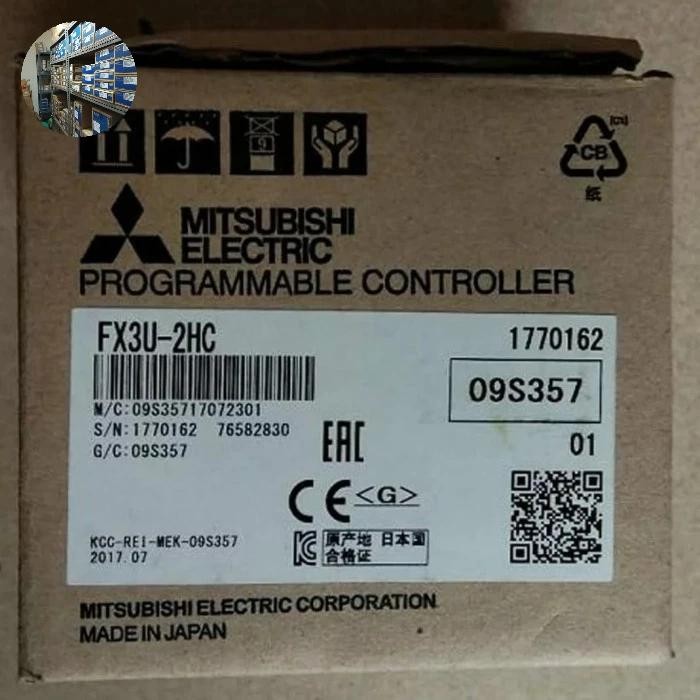 9
[CN]
CB
纸
MITSUBISHI
ELECTRIC
PROGRAMMABLE CONTROLLER
FX3U-2HC
1770162
M/C:09S35717072301
09S357
S/N:1770162 76582830
G/C:09S357
EAC
01
CE <G>
KCC-REI-MEK-09S357
2017.07
原产地 日本国
合格证
MITSUBISHI ELECTRIC CORPORATION
MADE IN JAPAN